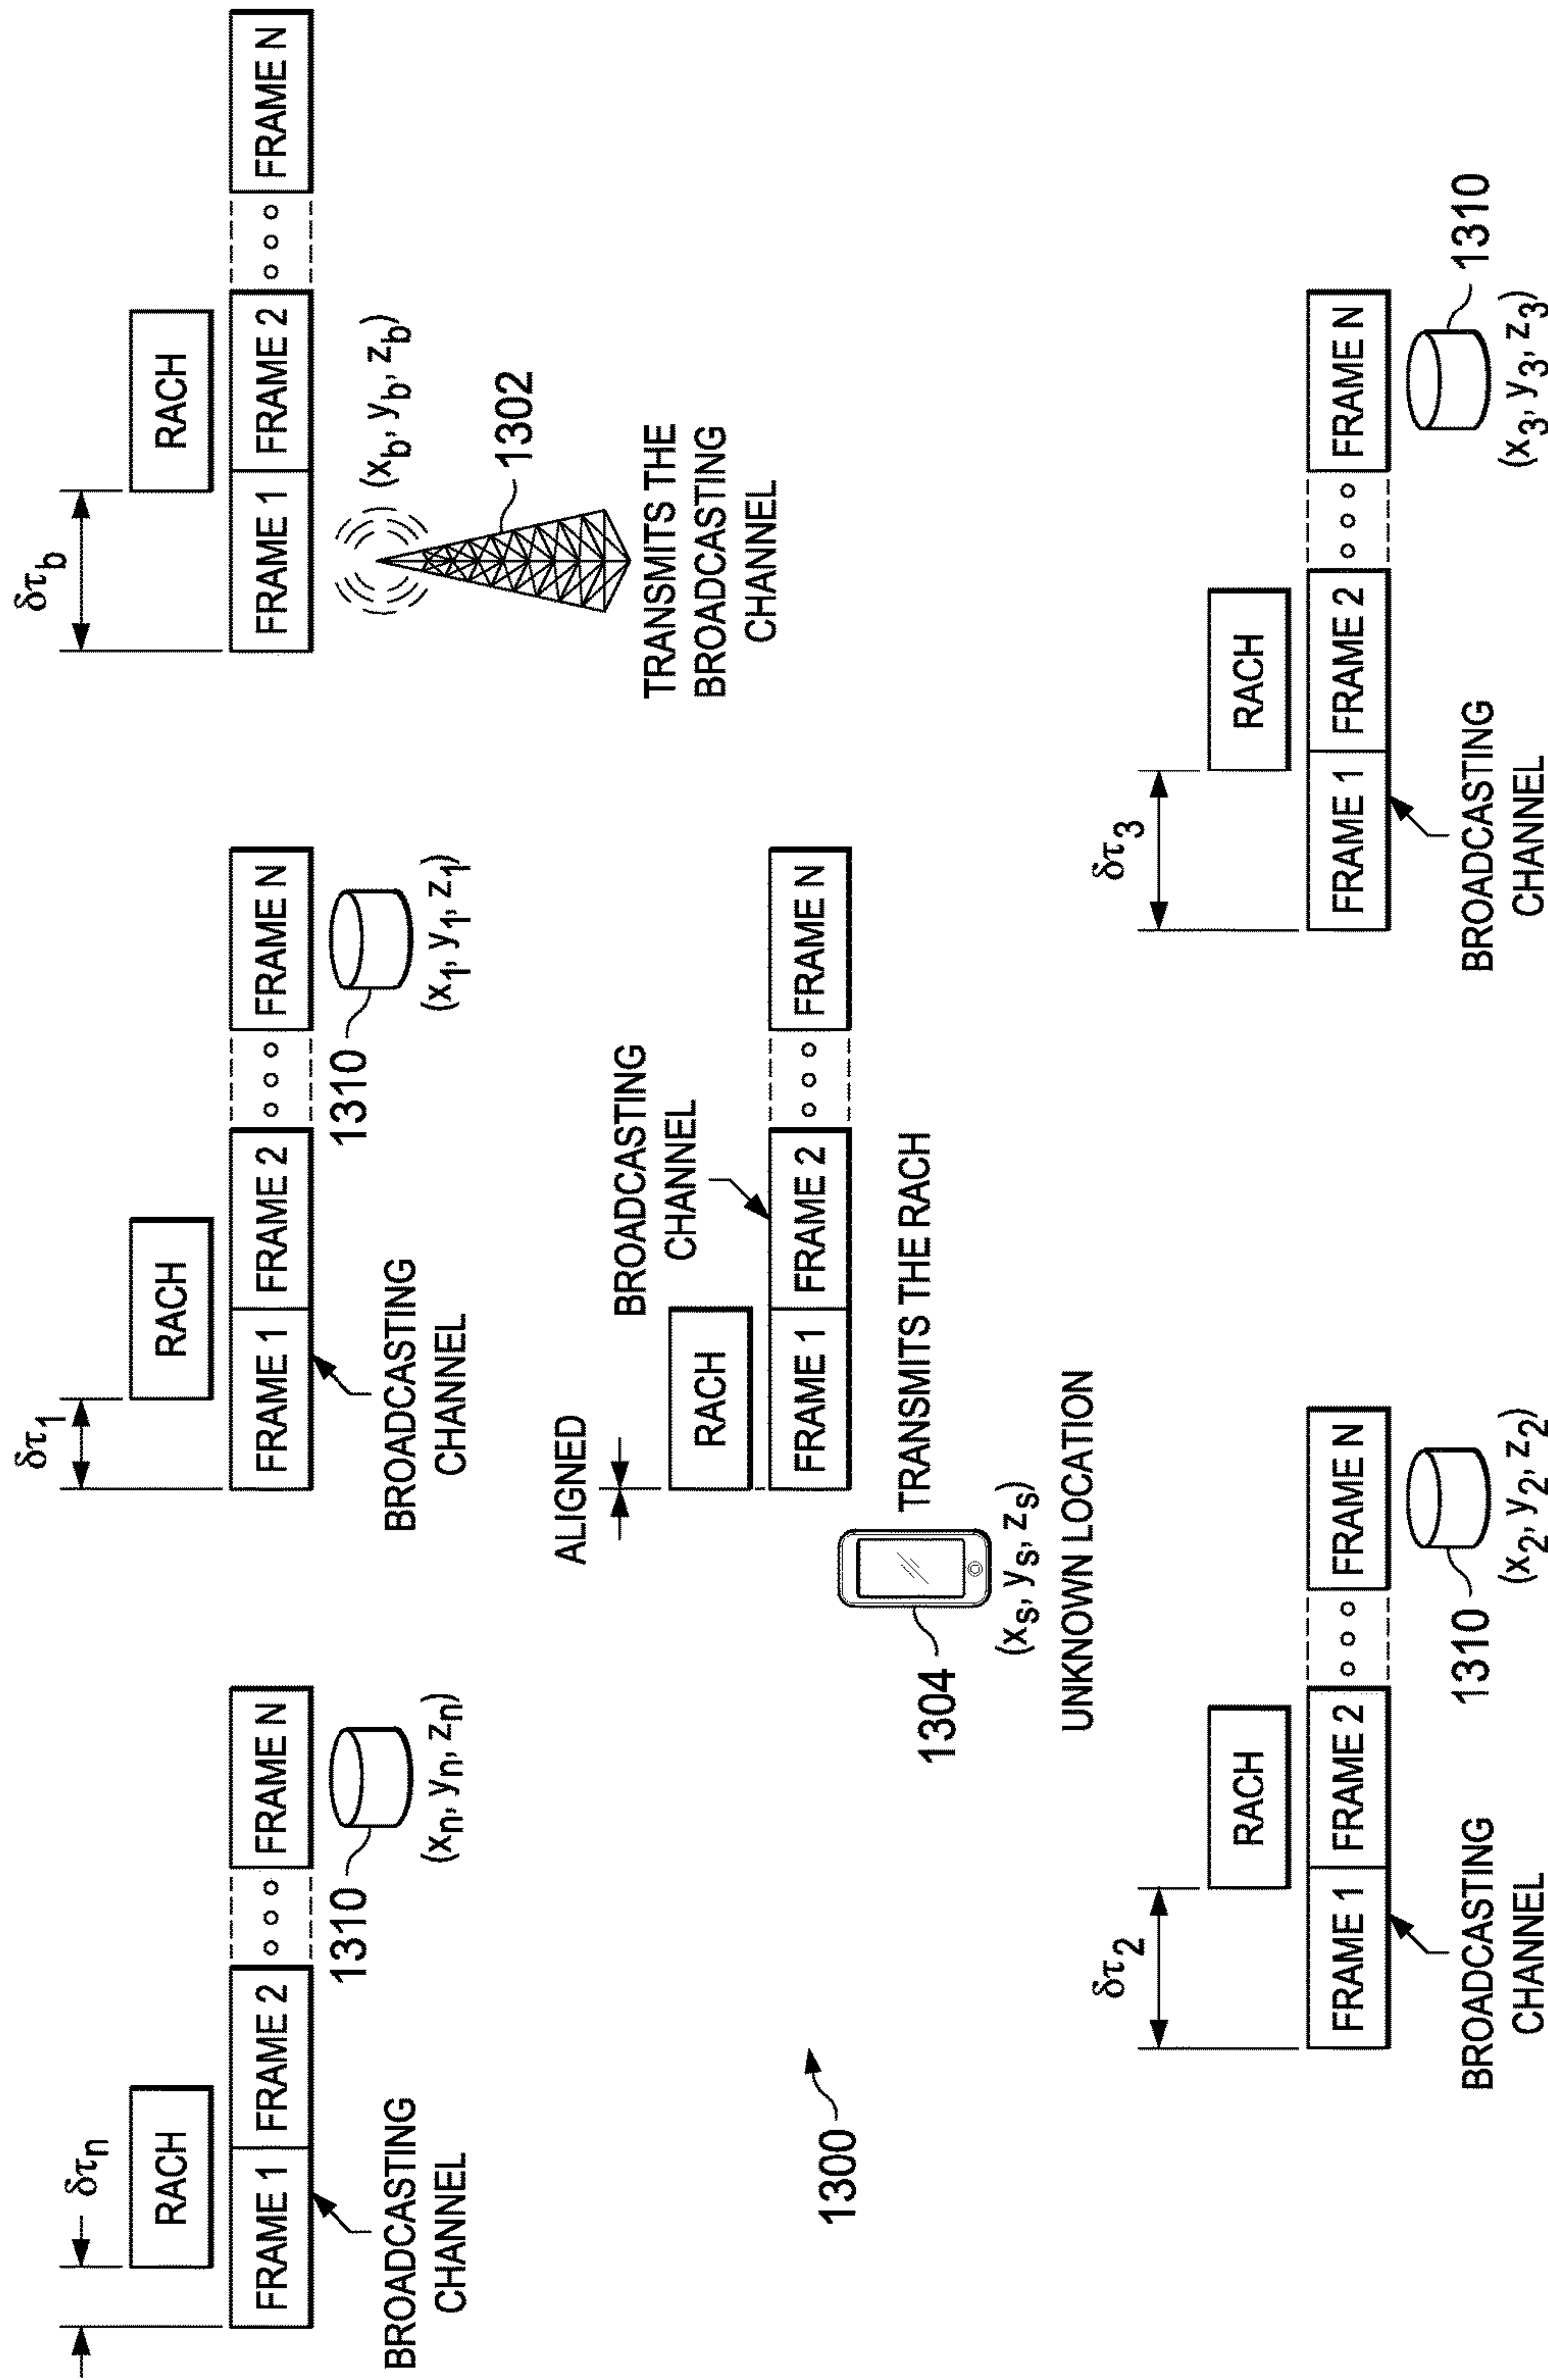 δτn
RACH
FRAME 1
FRAME 2
FRAME N
BROADCASTING
CHANNEL
1310
(xn, yn, zn)
δτ1
RACH
FRAME 1
FRAME 2
FRAME N
BROADCASTING
CHANNEL
1310
(x1, y1, z1)
δτb
RACH
FRAME 1
FRAME 2
FRAME N
(xb, yb, zb)
1302
TRANSMITS THE
BROADCASTING
CHANNEL
1300
ALIGNED
BROADCASTING
CHANNEL
RACH
FRAME 1
FRAME 2
FRAME N
TRANSMITS THE RACH
1304
(xs, ys, zs)
UNKNOWN LOCATION
δτ2
RACH
FRAME 1
FRAME 2
FRAME N
BROADCASTING
CHANNEL
1310
(x2, y2, z2)
δτ3
RACH
FRAME 1
FRAME 2
FRAME N
BROADCASTING
CHANNEL
1310
(x3, y3, z3)